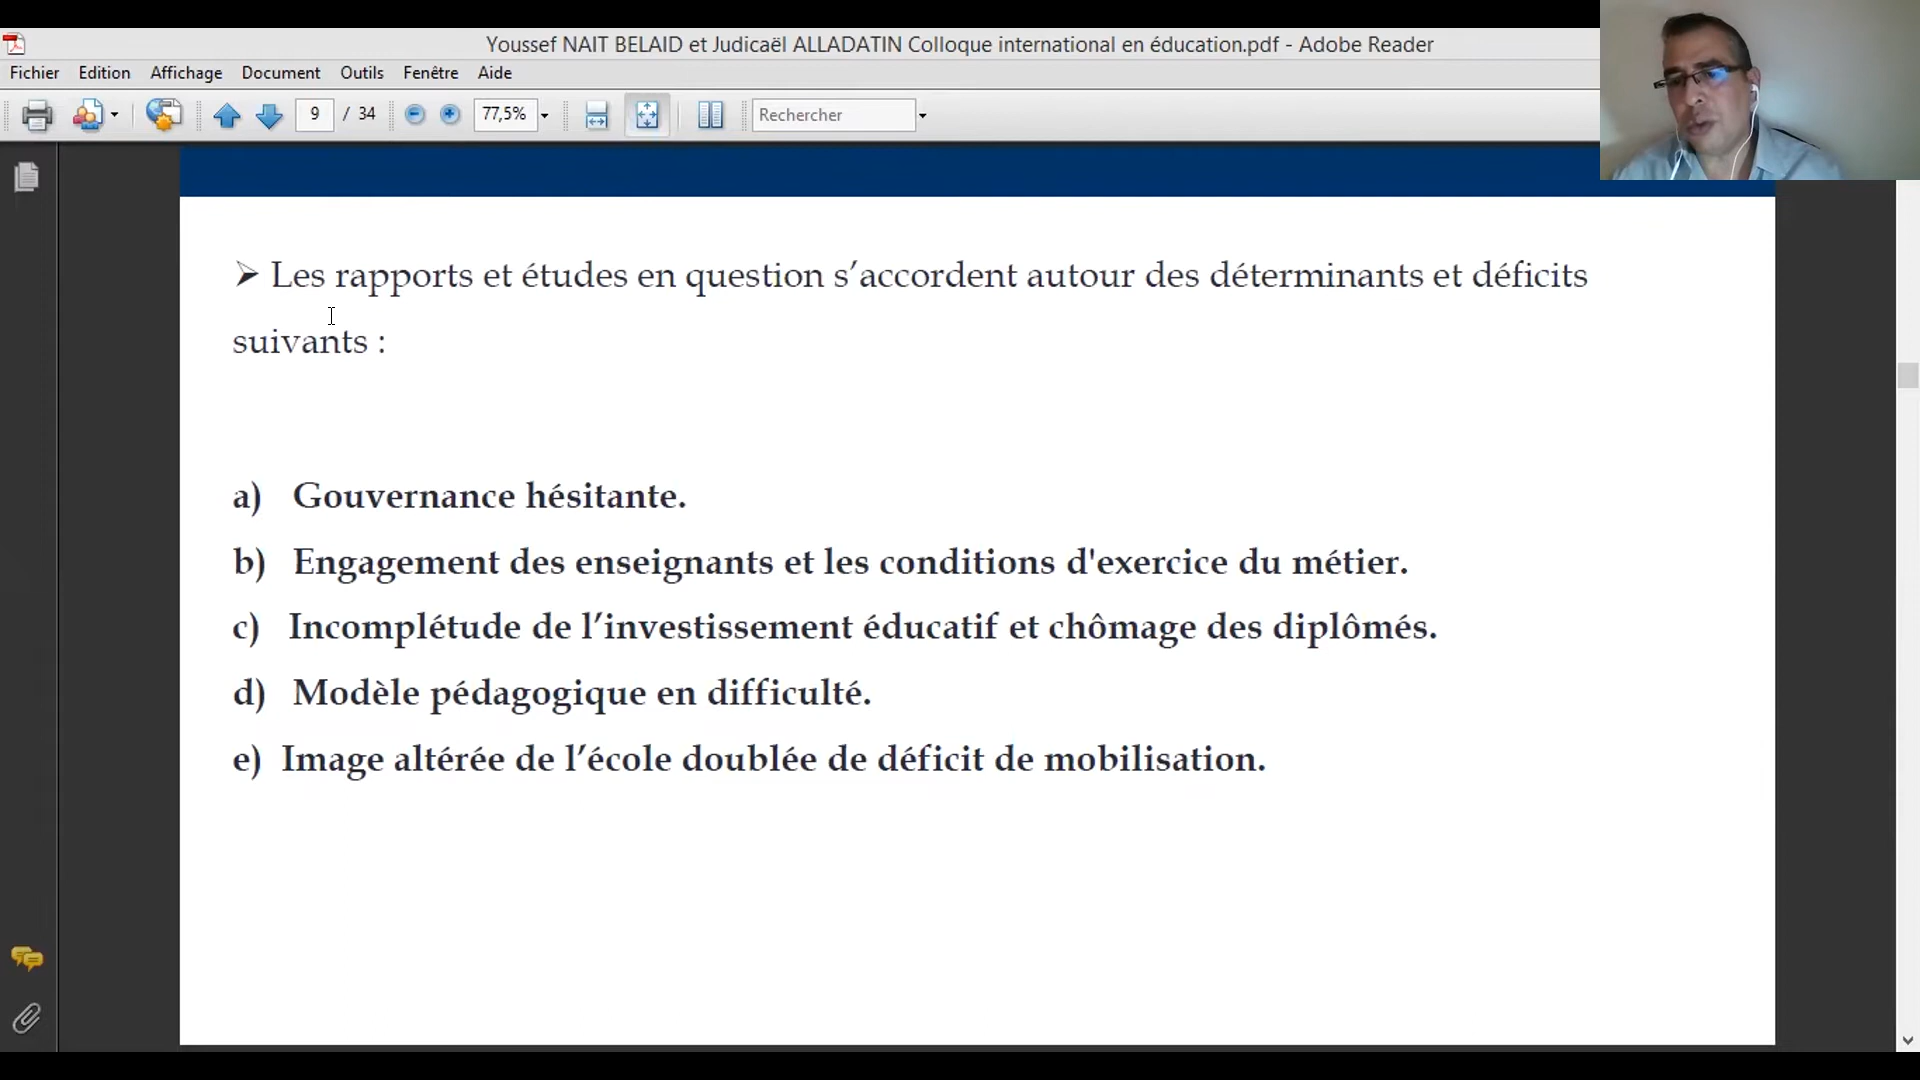 Youssef NAIT BELAID et Judicaël ALLADATIN Colloque international en éducation.pdf - Adobe Reader
Fichier Edition Affichage Document Outils Fenêtre Aide
9 / 34 77,5% Rechercher
➢ Les rapports et études en question s’accordent autour des déterminants et déficits
suivants :
a) Gouvernance hésitante.
b) Engagement des enseignants et les conditions d'exercice du métier.
c) Incomplétude de l’investissement éducatif et chômage des diplômés.
d) Modèle pédagogique en difficulté.
e) Image altérée de l’école doublée de déficit de mobilisation.